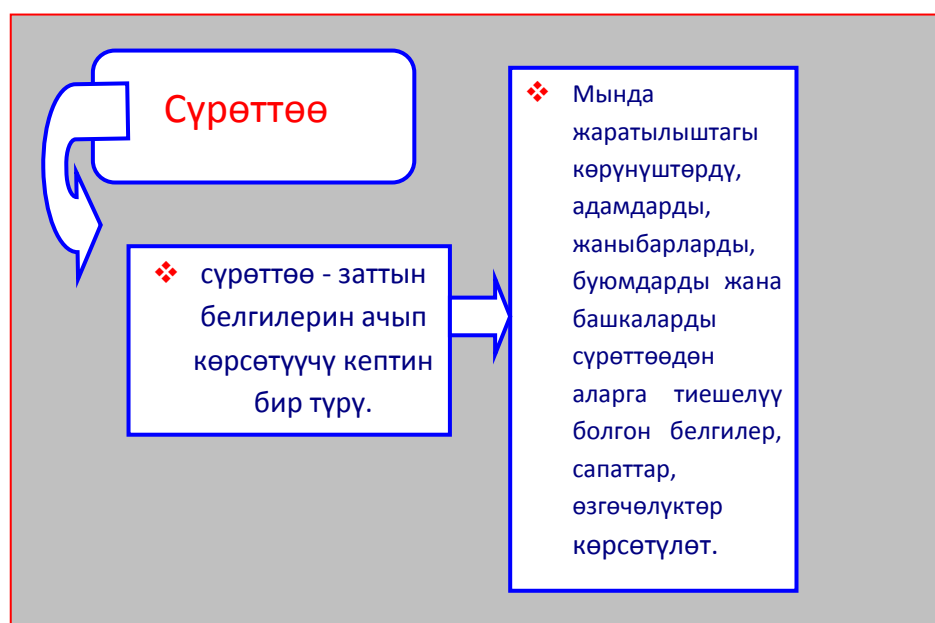 Сүрөттөө
❖ сүрөттөө - заттын
белгилерин ачып
көрсөтүүчү кептин
бир түрү.
❖ Мында
жаратылыштагы
көрүнүштөрдү,
адамдарды,
жаныбарларды,
буюмдарды жана
башкаларды
сүрөттөөдөн
аларга тиешелүү
болгон белгилер,
сапаттар,
өзгөчөлүктөр
көрсөтүлөт.